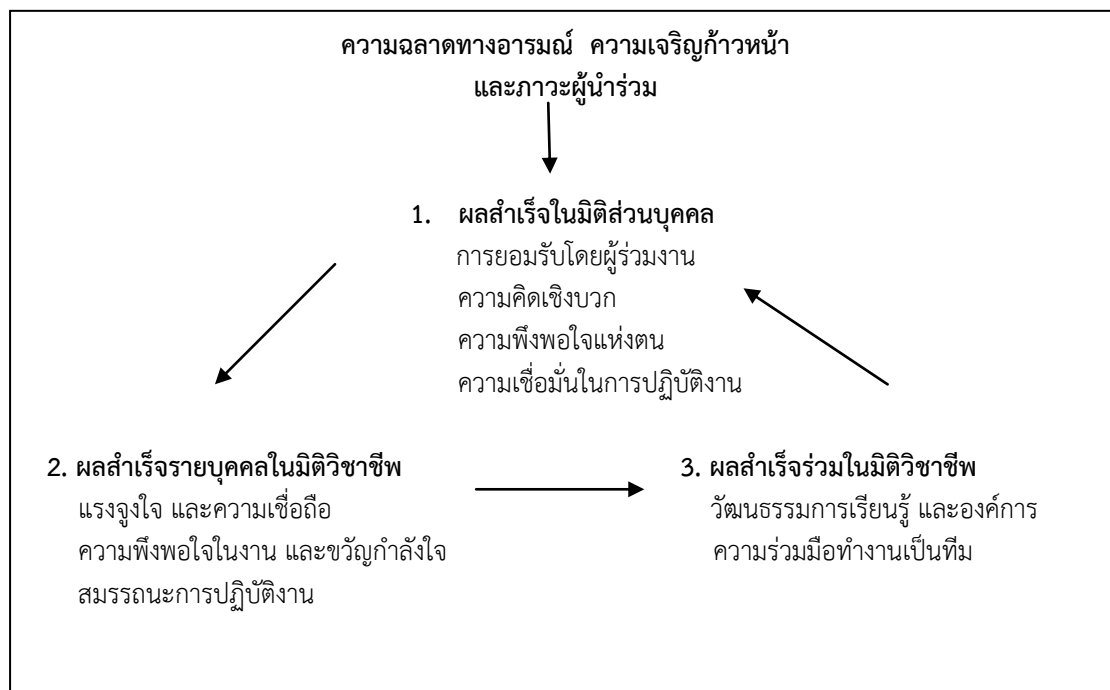 ความฉลาดทางอารมณ์ ความเจริญก้าวหน้า
และภาวะผู้นำร่วม
1. ผลสำเร็จในมิติส่วนบุคคล
การยอมรับโดยผู้ร่วมงาน
ความคิดเชิงบวก
ความพึงพอใจแห่งตน
ความเชื่อมั่นในการปฏิบัติงาน
2. ผลสำเร็จรายบุคคลในมิติวิชาชีพ
แรงจูงใจ และความเชื่อถือ
ความพึงพอใจในงาน และขวัญกำลังใจ
สมรรถนะการปฏิบัติงาน
3. ผลสำเร็จร่วมในมิติวิชาชีพ
วัฒนธรรมการเรียนรู้ และองค์การ
ความร่วมมือทำงานเป็นทีม